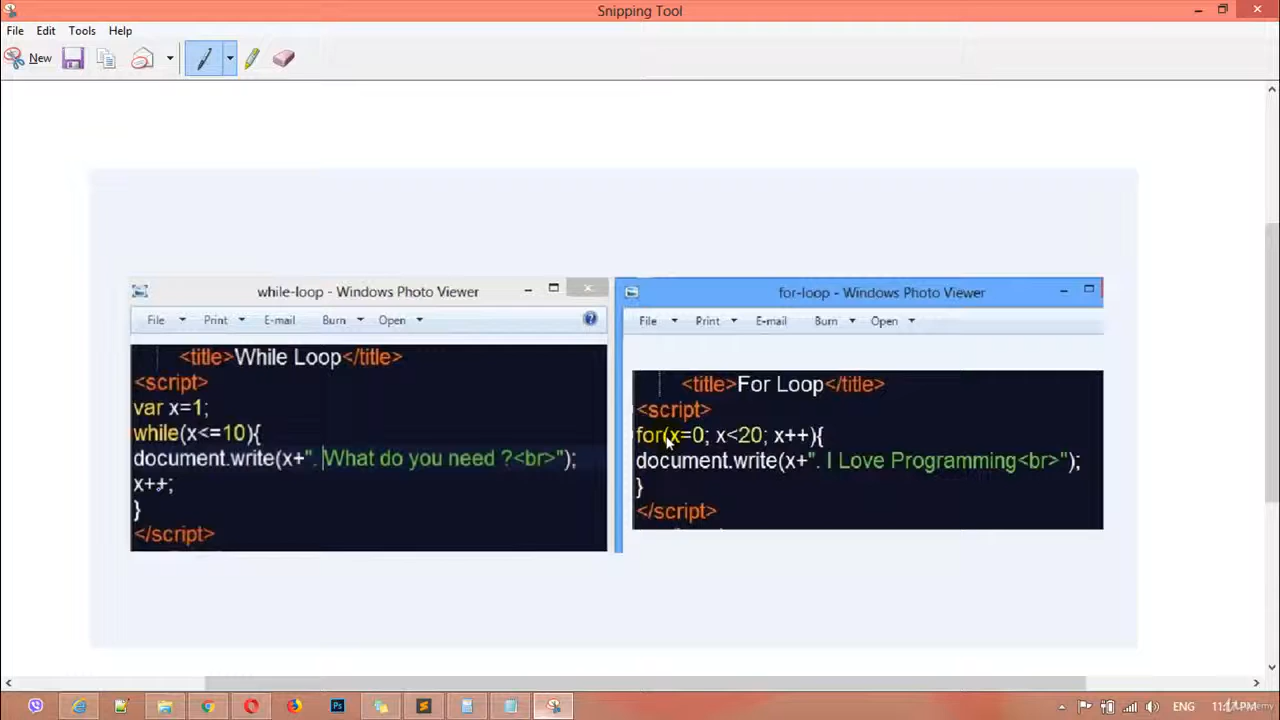 Snipping Tool
File Edit Tools Help
New
while-loop - Windows Photo Viewer
File Print E-mail Burn Open
<title>While Loop</title>
<script>
var x=1;
while(x<=10){
document.write(x+". What do you need ?<br>");
x++;
}
</script>
for-loop - Windows Photo Viewer
File Print E-mail Burn Open
<title>For Loop</title>
<script>
for(x=0; x<20; x++){
document.write(x+". I Love Programming<br>");
}
</script>
ENG